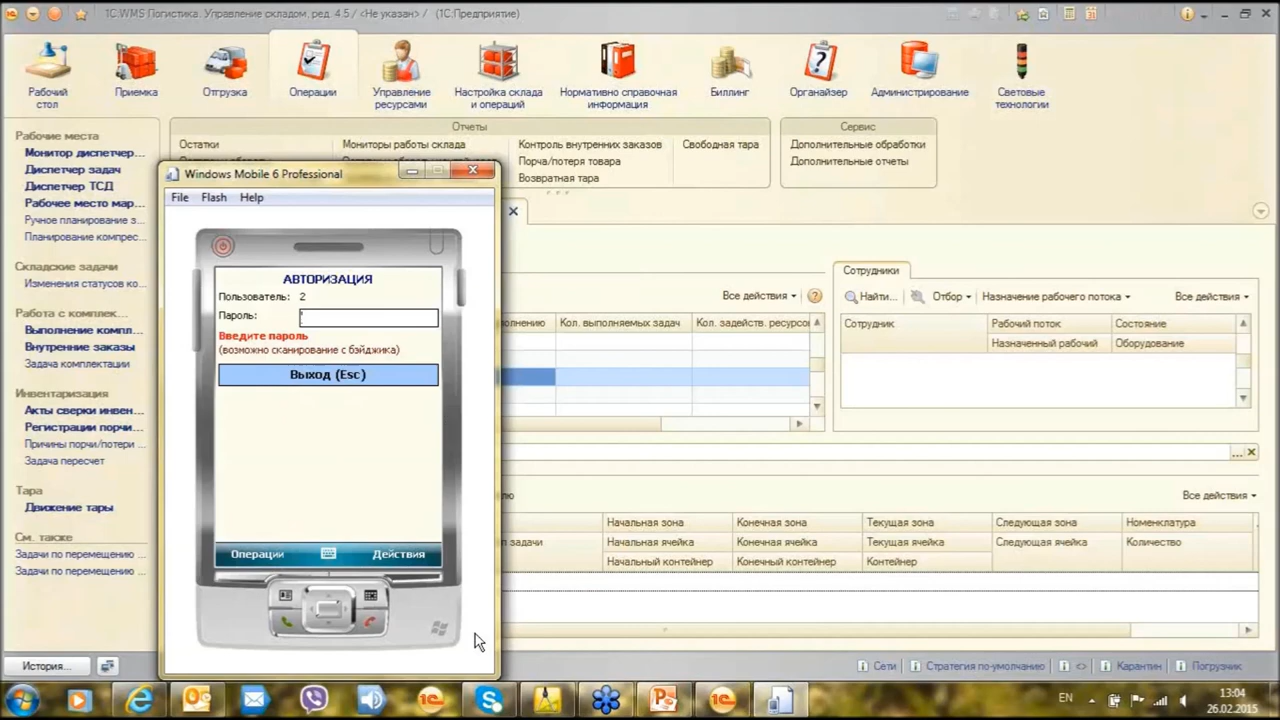 1С:WMS Логистика. Управление складом, ред. 4.5 / <Не указан> / (1С:Предприятие)
Рабочий стол
Приемка
Отгрузка
Операции
Управление ресурсами
Настройка склада и операций
Нормативно справочная информация
Биллинг
Органайзер
Администрирование
Световые технологии
Рабочие места
Монитор диспетчер...
Диспетчер задач
Диспетчер ТСД
Рабочее место мар...
Ручное планирование з...
Планирование компрес...
Складские задачи
Изменения статусов ко...
Работа с комплек...
Выполнение компл...
Внутренние заказы
Задача комплектации
Инвентаризация
Акты сверки инвен...
Регистрации порчи...
Причины порчи/потери ...
Задача пересчет
Тара
Движение тары
См. также
Задачи по перемещению ...
Задачи по перемещению ...
История...
Отчеты
Остатки
Мониторы работы склада
Контроль внутренних заказов
Свободная тара
Порча/потеря товара
Возвратная тара
Сервис
Дополнительные обработки
Дополнительные отчеты
Windows Mobile 6 Professional
File Flash Help
АВТОРИЗАЦИЯ
Пользователь: 2
Пароль:
Введите пароль
(возможно сканирование с бэйджика)
Выход (Esc)
Операции
Действия
Все действия
Кол. выполняемых задач
Кол. задейств. ресурсо
Сотрудники
Найти...
Отбор
Назначение рабочего потока
Все действия
Сотрудник
Рабочий поток
Состояние
Назначенный рабочий
Оборудование
Все действия
Начальная зона
Конечная зона
Текущая зона
Следующая зона
Номенклатура
Начальная ячейка
Конечная ячейка
Текущая ячейка
Следующая ячейка
Количество
Начальный контейнер
Конечный контейнер
Контейнер
Сети
Стратегия по-умолчанию
<>
Карантин
Погрузчик
EN
13:04
26.02.2015